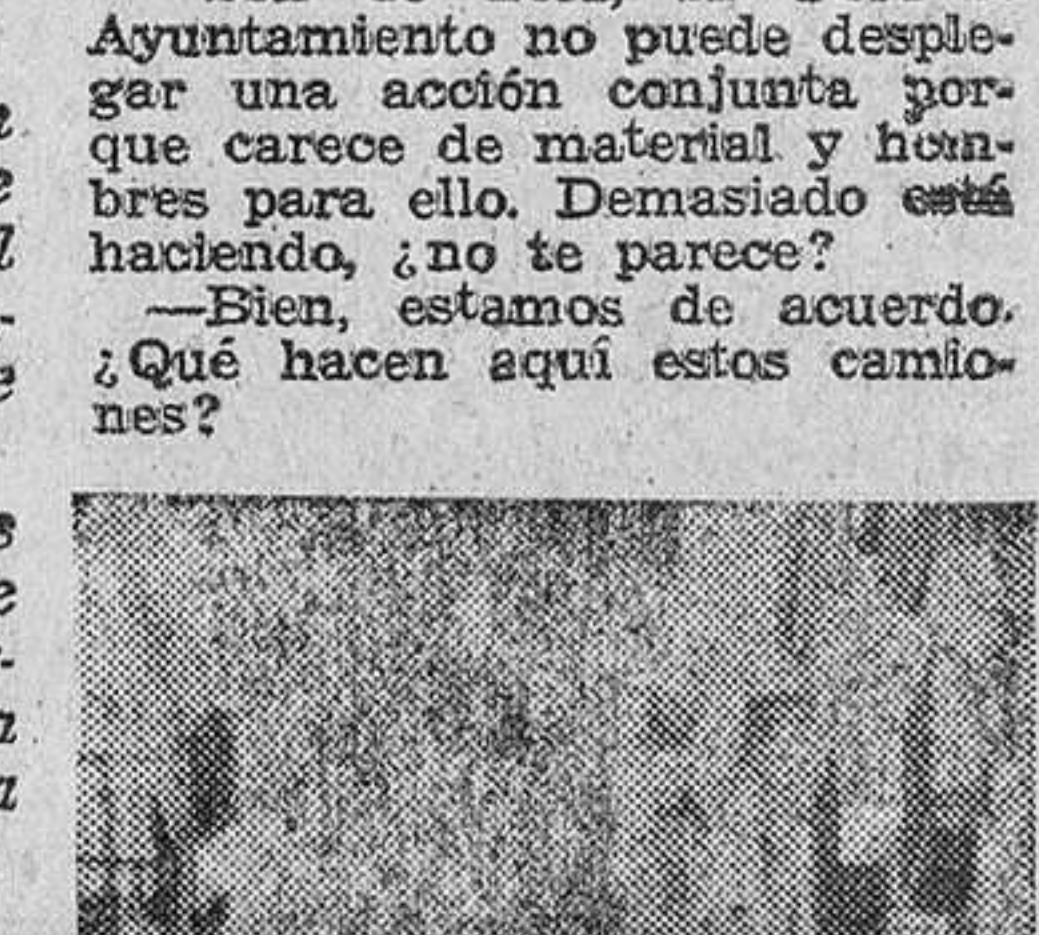 Ayuntamiento no puede desple-
gar una acción conjunta por-
que carece de material y hom-
bres para ello. Demasiado está
haciendo, ¿no te parece?
—Bien, estamos de acuerdo.
¿Qué hacen aquí estos camio-
nes?